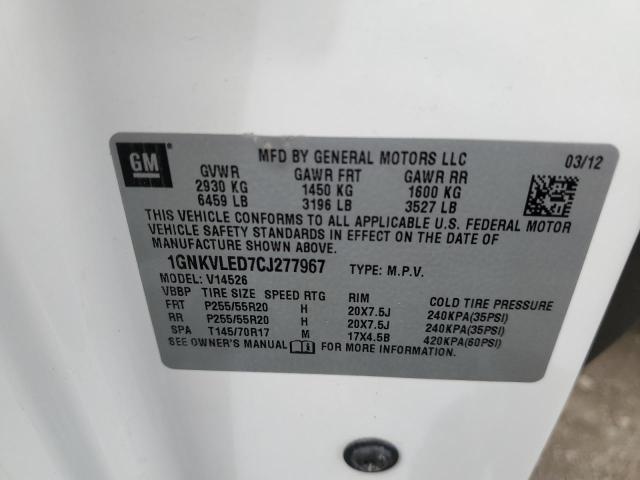 GM
MFD BY GENERAL MOTORS LLC 03/12
GVWR GAWR FRT GAWR RR
2930 KG 1450 KG 1600 KG
6459 LB 3196 LB 3527 LB
THIS VEHICLE CONFORMS TO ALL APPLICABLE U.S. FEDERAL MOTOR
VEHICLE SAFETY STANDARDS IN EFFECT ON THE DATE OF
MANUFACTURE SHOWN ABOVE.
1GNKVLED7CJ277967 TYPE: M.P.V.
MODEL: V14526
VBBP TIRE SIZE SPEED RTG RIM COLD TIRE PRESSURE
FRT P255/55R20 H 20X7.5J 240KPA(35PSI)
RR P255/55R20 H 20X7.5J 240KPA(35PSI)
SPA T145/70R17 M 17X4.5B 420KPA(60PSI)
SEE OWNER'S MANUAL FOR MORE INFORMATION.